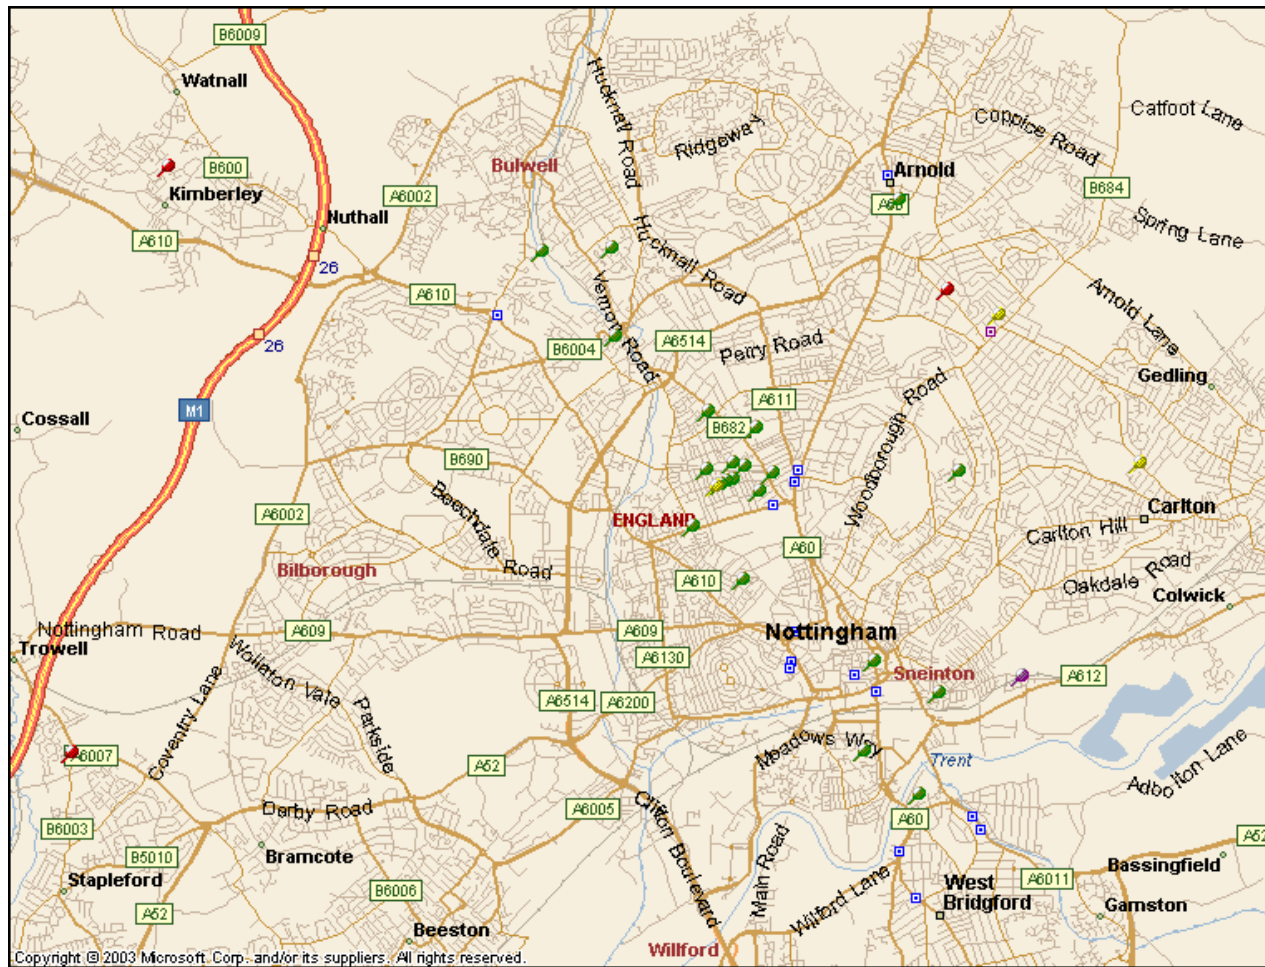 B6009
Watnall
Hucknall Road
Ridgeway
Coppice Road
Catfoot Lane
B600
Bulwell
Arnold
B684
Kimberley
A6002
Nuthall
Hucknall Road
Spring Lane
A610
26
A610
Vernon Road
Arnold Lane
26
B6004
A6514
Perry Road
Gedling
M1
A611
Woodborough Road
Cossall
B682
B690
Beechdale Road
Carlton
A6002
ENGLAND
Carlton Hill
A60
Bilborough
A610
Oakdale Road
Colwick
Nottingham Road
A609
A609
Nottingham
Trowell
Wollaton Vale
A6130
Sneinton
A612
Coventry Lane
Parkside
A6514
A6200
A6007
Meadows Way
Trent
A52
Adbolton Lane
Derby Road
A6005
Clifton Boulevard
B6003
A60
A52
B5010
Bramcote
Main Road
Bassingfield
Stapleford
B6006
Wilford Lane
West
Bridgford
A6011
Gamston
A52
Beeston
Willford
Copyright © 2003 Microsoft Corp. and/or its suppliers. All rights reserved.